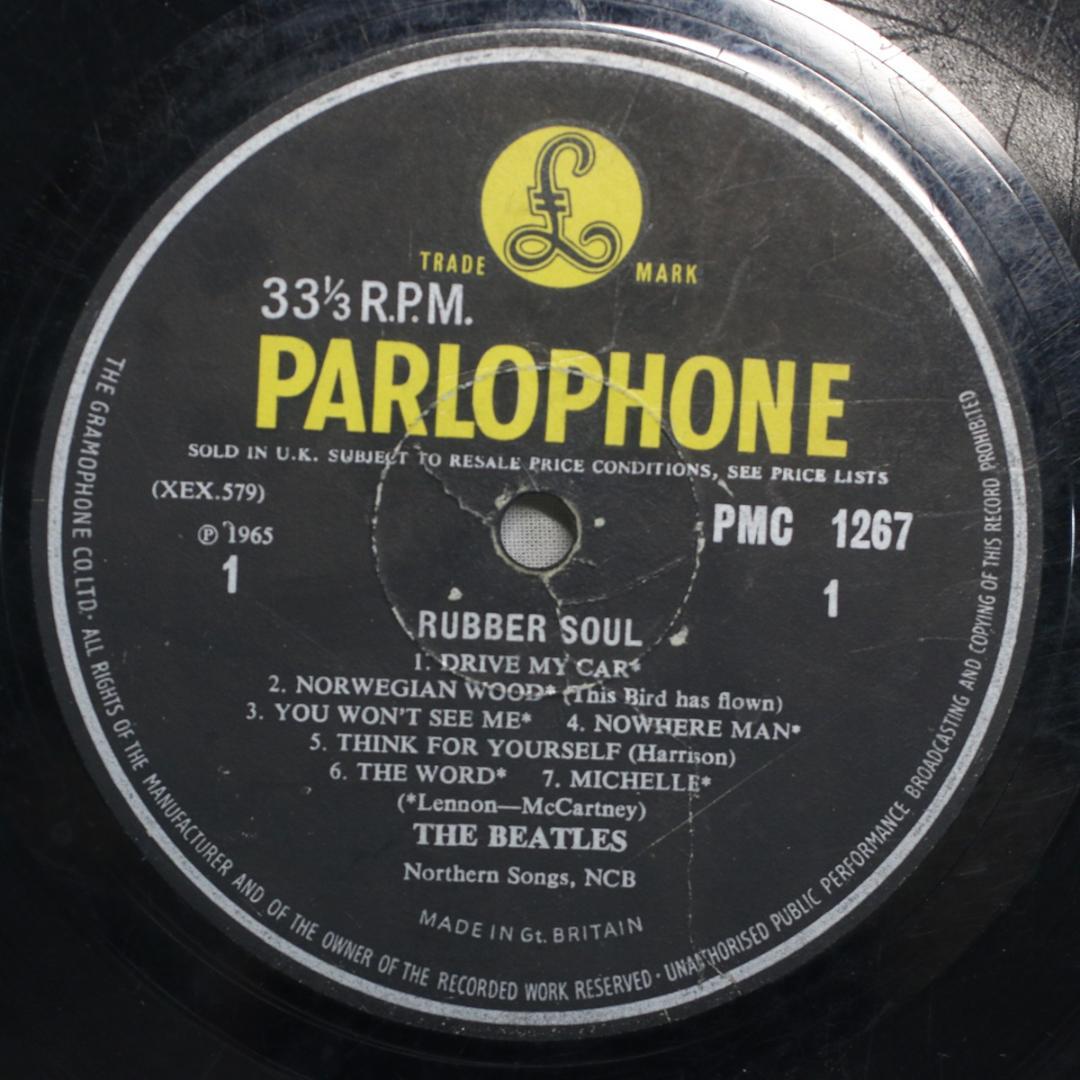 £
TRADE MARK
33⅓ R.P.M.
PARLOPHONE
SOLD IN U.K. SUBJECT TO RESALE PRICE CONDITIONS, SEE PRICE LISTS
(XEX.579)
℗ 1965
1
PMC 1267
1
RUBBER SOUL
1. DRIVE MY CAR*
2. NORWEGIAN WOOD* (This Bird has flown)
3. YOU WON'T SEE ME* 4. NOWHERE MAN*
5. THINK FOR YOURSELF (Harrison)
6. THE WORD* 7. MICHELLE*
(*Lennon—McCartney)
THE BEATLES
Northern Songs, NCB
MADE IN Gt. BRITAIN
THE GRAMOPHONE CO. LTD. · ALL RIGHTS OF THE MANUFACTURER AND OF THE OWNER OF THE RECORDED WORK RESERVED · UNAUTHORISED PUBLIC PERFORMANCE BROADCASTING AND COPYING OF THIS RECORD PROHIBITED